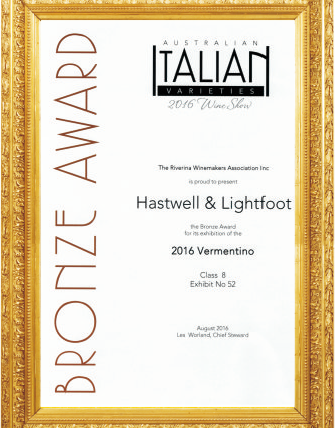 BRONZE AWARD
AUSTRALIAN
ITALIAN
VARIETIES
2016 Wine Show
The Riverina Winemakers Association Inc
is proud to present
Hastwell & Lightfoot
the Bronze Award
for its exhibition of the
2016 Vermentino
Class 8
Exhibit No 52
August 2016
Les Worland, Chief Steward